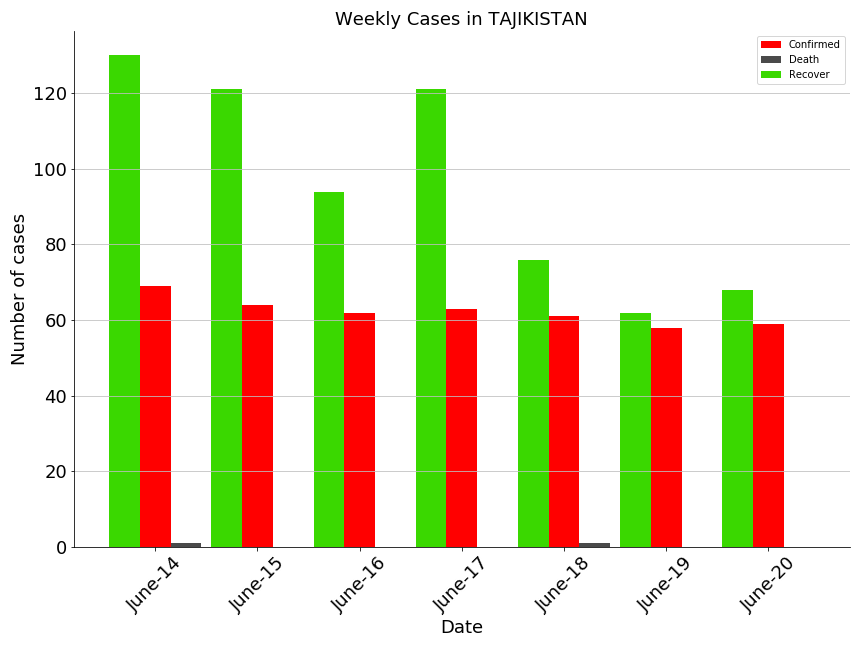 Weekly Cases in TAJIKISTAN
Confirmed
Death
Recover
Number of cases
120
100
80
60
40
20
0
June-14
June-15
June-16
June-17
June-18
June-19
June-20
Date